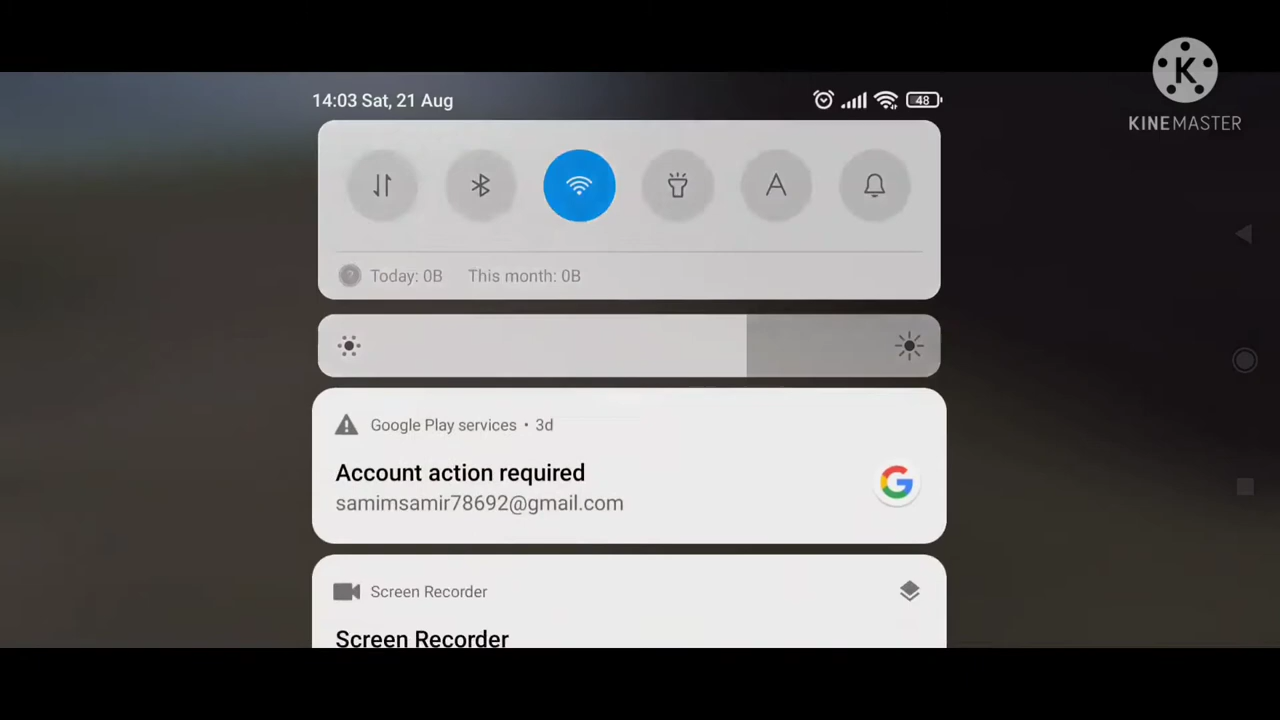 14:03 Sat, 21 Aug
48
KINEMASTER
Today: 0B This month: 0B
Google Play services • 3d
Account action required
samimsamir78692@gmail.com
Screen Recorder
Screen Recorder